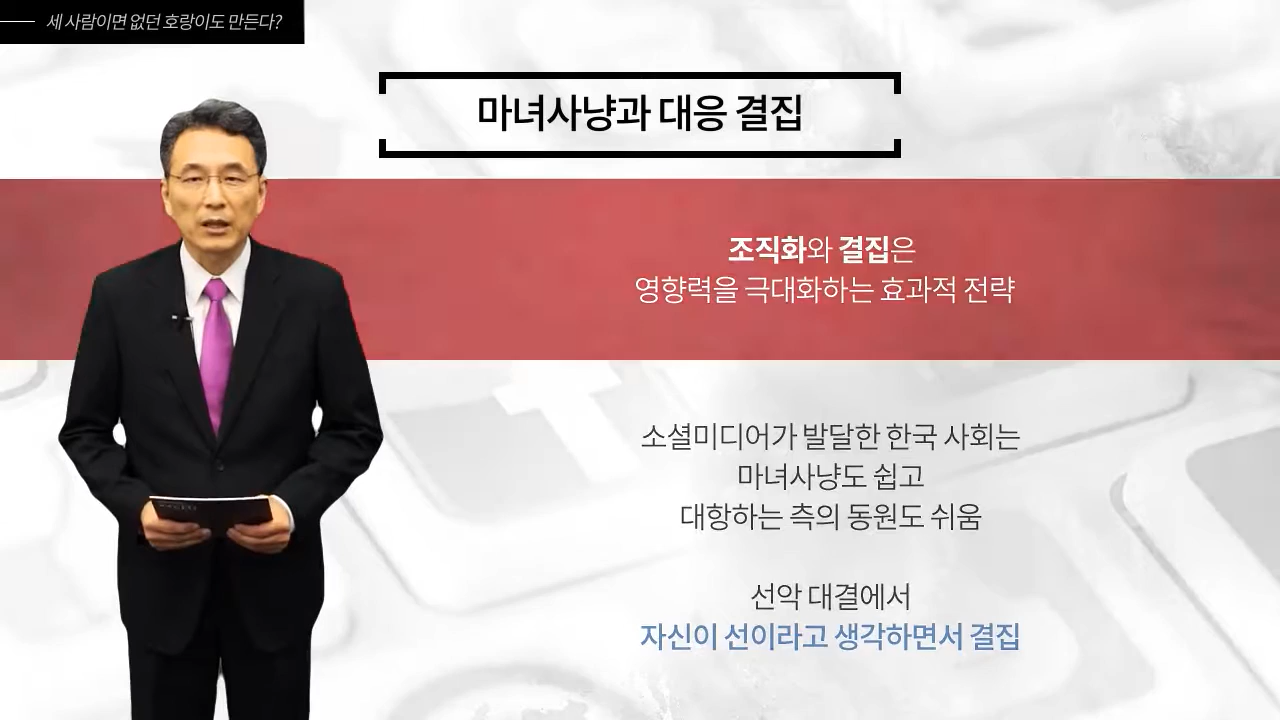 세 사람이면 없던 호랑이도 만든다?
마녀사냥과 대응 결집
조직화와 결집은
영향력을 극대화하는 효과적 전략
소셜미디어가 발달한 한국 사회는
마녀사냥도 쉽고
대항하는 측의 동원도 쉬움
선악 대결에서
자신이 선이라고 생각하면서 결집